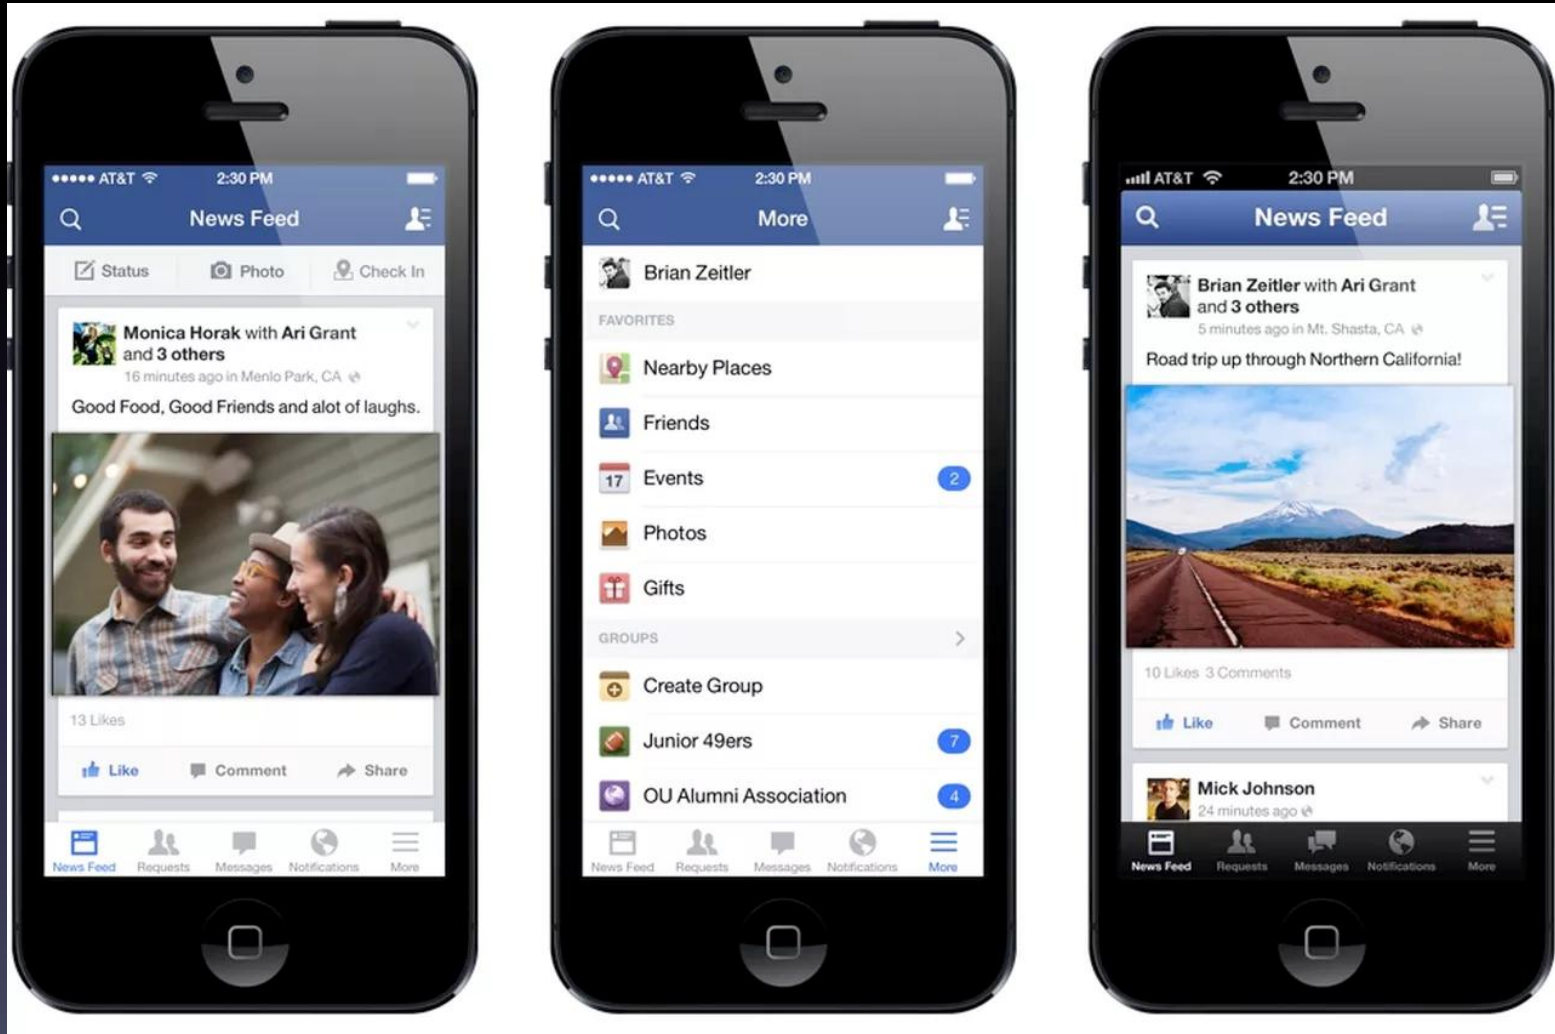 AT&T 2:30 PM
News Feed
Status Photo Check In
Monica Horak with Ari Grant
and 3 others
16 minutes ago in Menlo Park, CA
Good Food, Good Friends and alot of laughs.
13 Likes
Like Comment Share
News Feed Requests Messages Notifications More
AT&T 2:30 PM
More
Brian Zeitler
FAVORITES
Nearby Places
Friends
17 Events 2
Photos
Gifts
GROUPS
Create Group
Junior 49ers 7
OU Alumni Association 4
News Feed Requests Messages Notifications More
AT&T 2:30 PM
News Feed
Brian Zeitler with Ari Grant
and 3 others
5 minutes ago in Mt. Shasta, CA
Road trip up through Northern California!
10 Likes 3 Comments
Like Comment Share
Mick Johnson
24 minutes ago
News Feed Requests Messages Notifications More